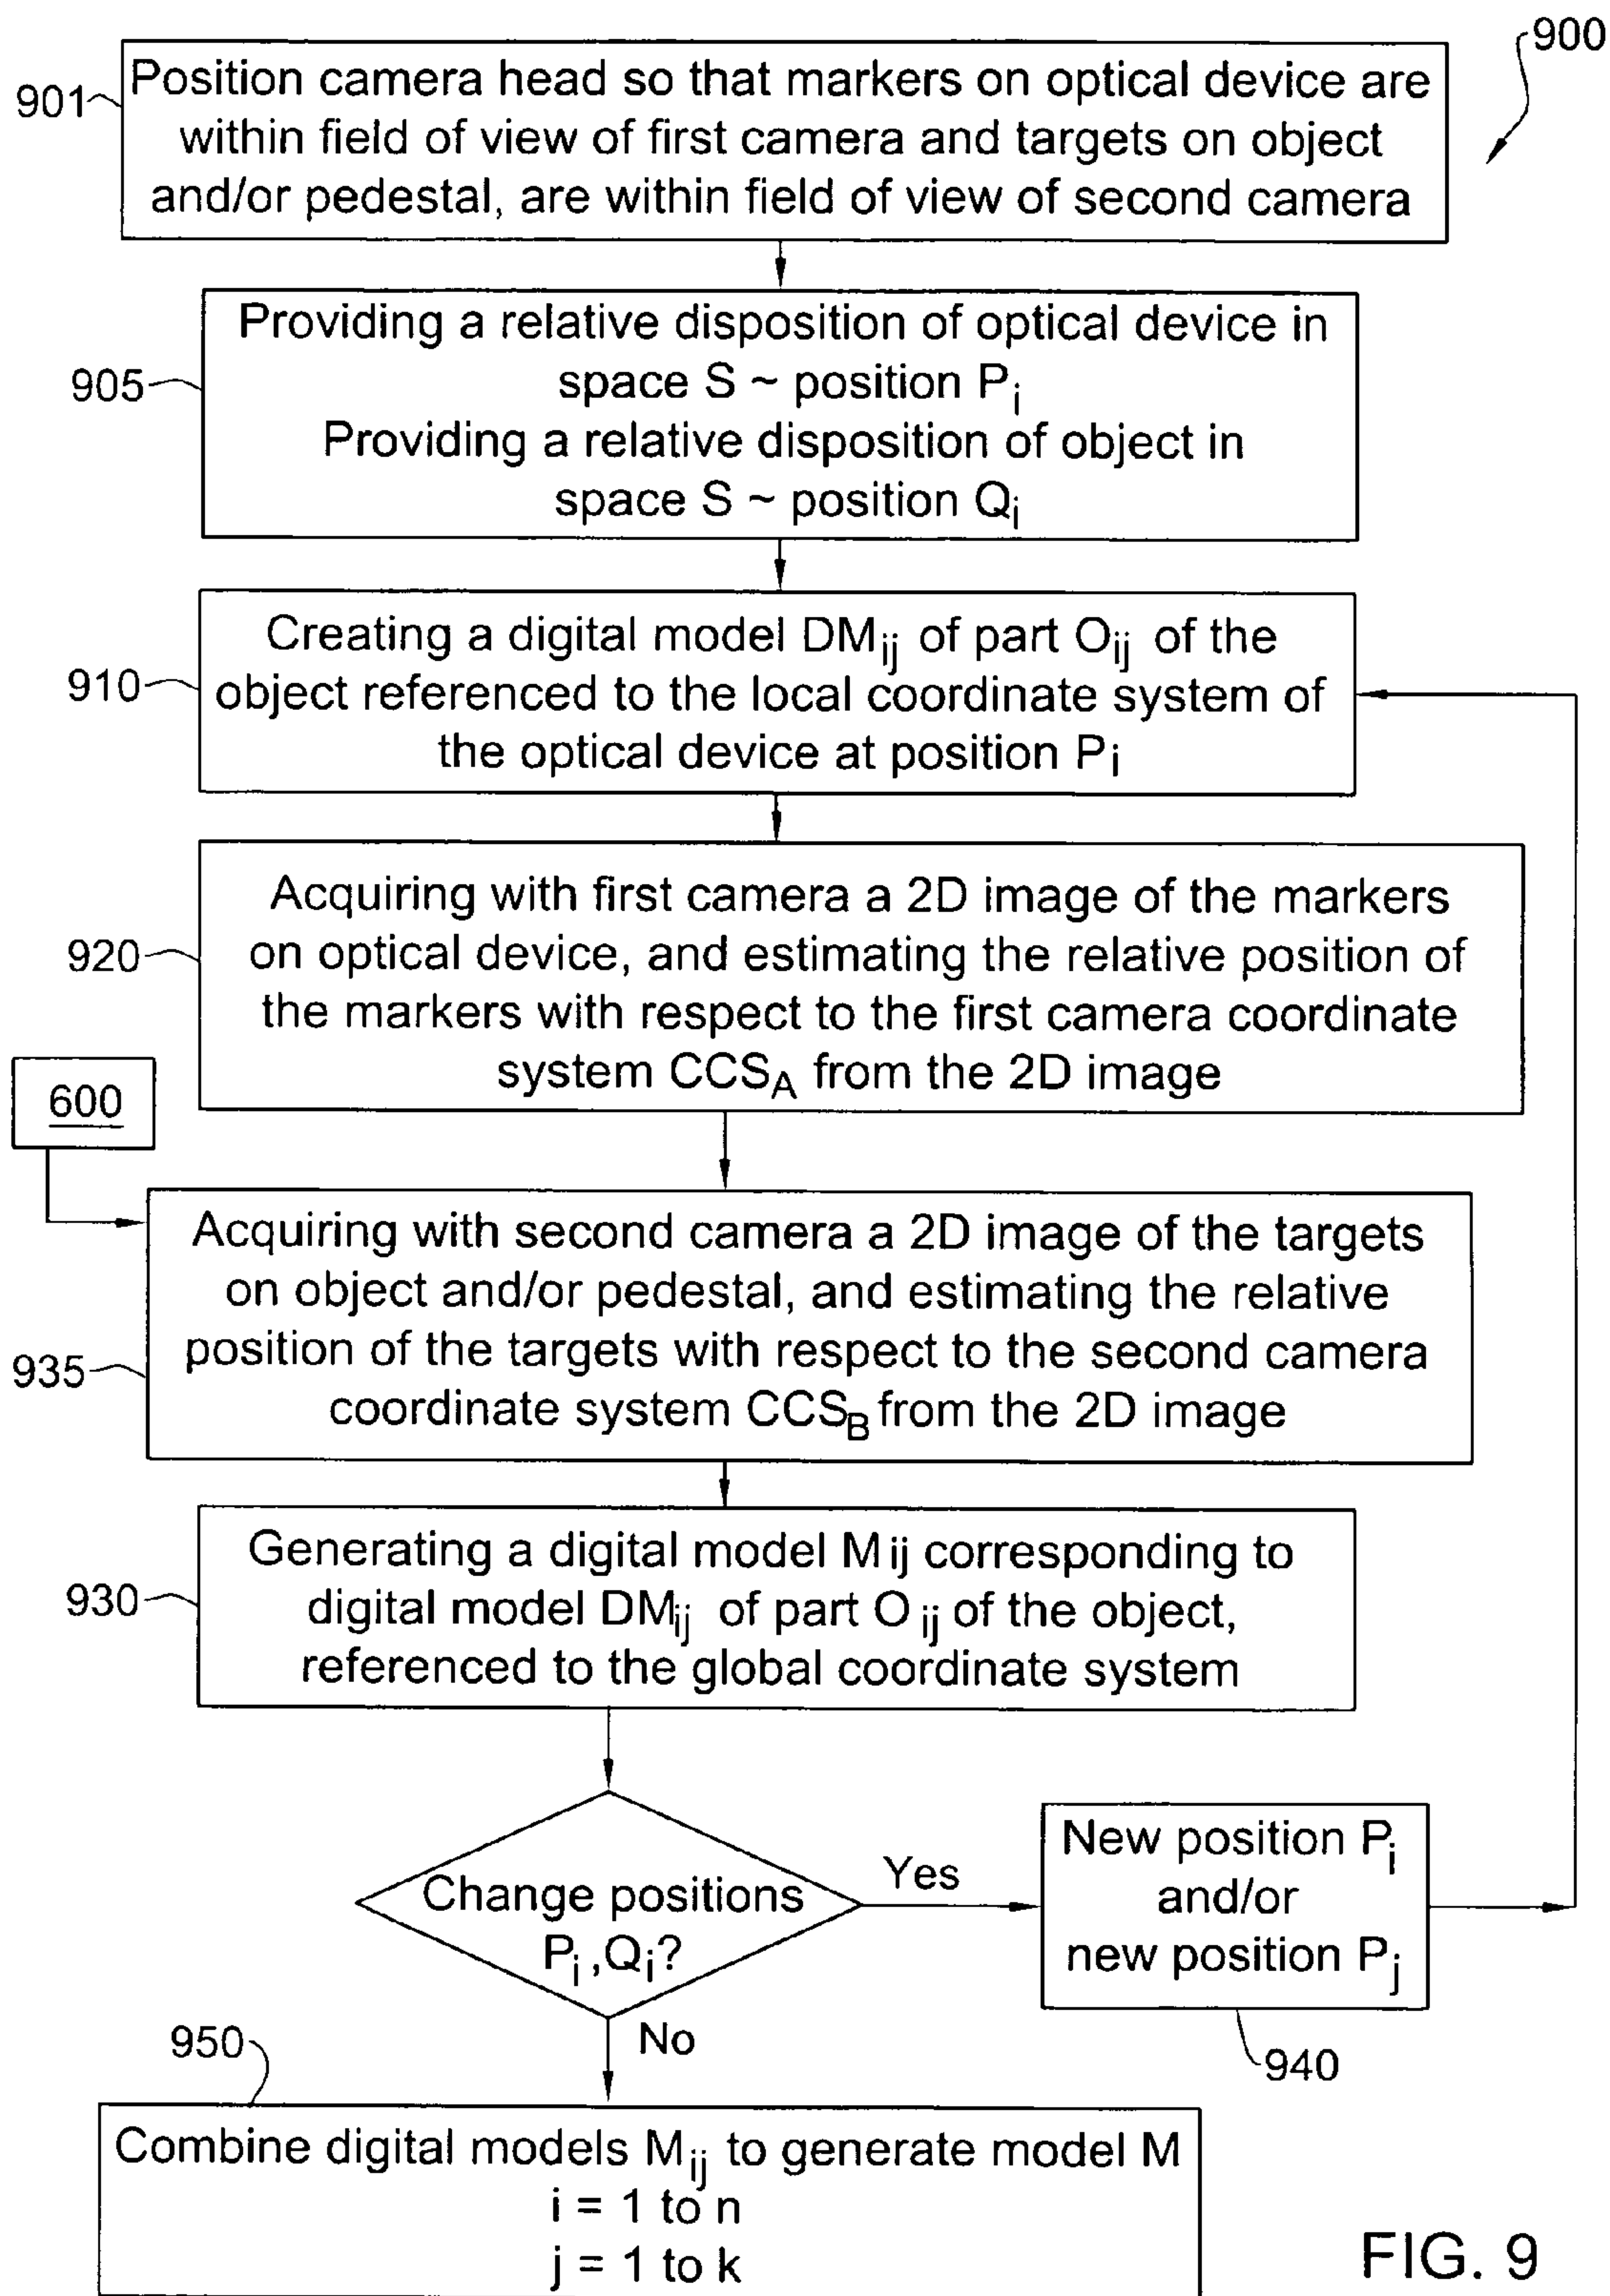 900
901
Position camera head so that markers on optical device are
within field of view of first camera and targets on object
and/or pedestal, are within field of view of second camera
905
Providing a relative disposition of optical device in
space S ~ position Pi
Providing a relative disposition of object in
space S ~ position Qi
910
Creating a digital model DMij of part Oij of the
object referenced to the local coordinate system of
the optical device at position Pi
920
Acquiring with first camera a 2D image of the markers
on optical device, and estimating the relative position of
the markers with respect to the first camera coordinate
system CCSA from the 2D image
600
935
Acquiring with second camera a 2D image of the targets
on object and/or pedestal, and estimating the relative
position of the targets with respect to the second camera
coordinate system CCSB from the 2D image
930
Generating a digital model Mij corresponding to
digital model DMij of part Oij of the object,
referenced to the global coordinate system
Change positions
Pi,Qi?
Yes
New position Pi
and/or
new position Pj
940
No
950
Combine digital models Mij to generate model M
i = 1 to n
j = 1 to k
FIG. 9